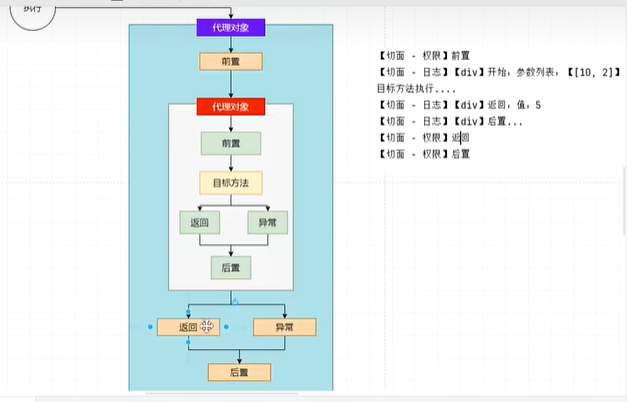 执行
代理对象
前置
代理对象
前置
目标方法
返回
异常
后置
返回
异常
后置
【切面 - 权限】前置
【切面 - 日志】【div】开始：参数列表：【[10, 2]】
目标方法执行....
【切面 - 日志】【div】返回：值：5
【切面 - 日志】【div】后置...
【切面 - 权限】返回
【切面 - 权限】后置